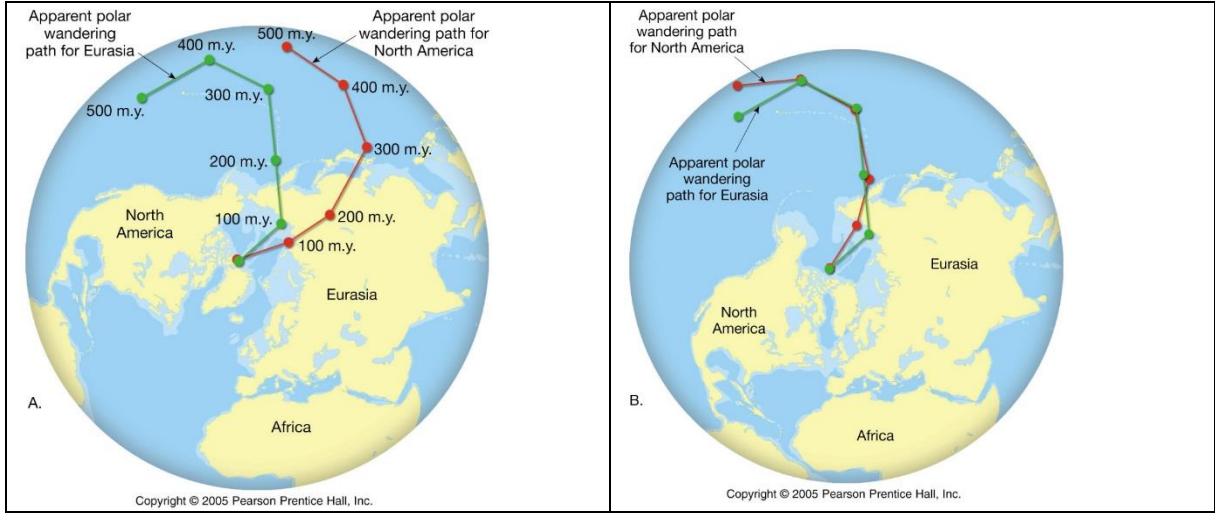 Apparent polar
wandering
path for Eurasia
400 m.y.
500 m.y.
Apparent polar
wandering path for
North America
500 m.y.
300 m.y.
400 m.y.
200 m.y.
300 m.y.
North
America
100 m.y.
200 m.y.
100 m.y.
Eurasia
A.
Africa
Copyright © 2005 Pearson Prentice Hall, Inc.
Apparent polar
wandering path
for North America
Apparent polar
wandering
path for Eurasia
Eurasia
North
America
B.
Africa
Copyright © 2005 Pearson Prentice Hall, Inc.